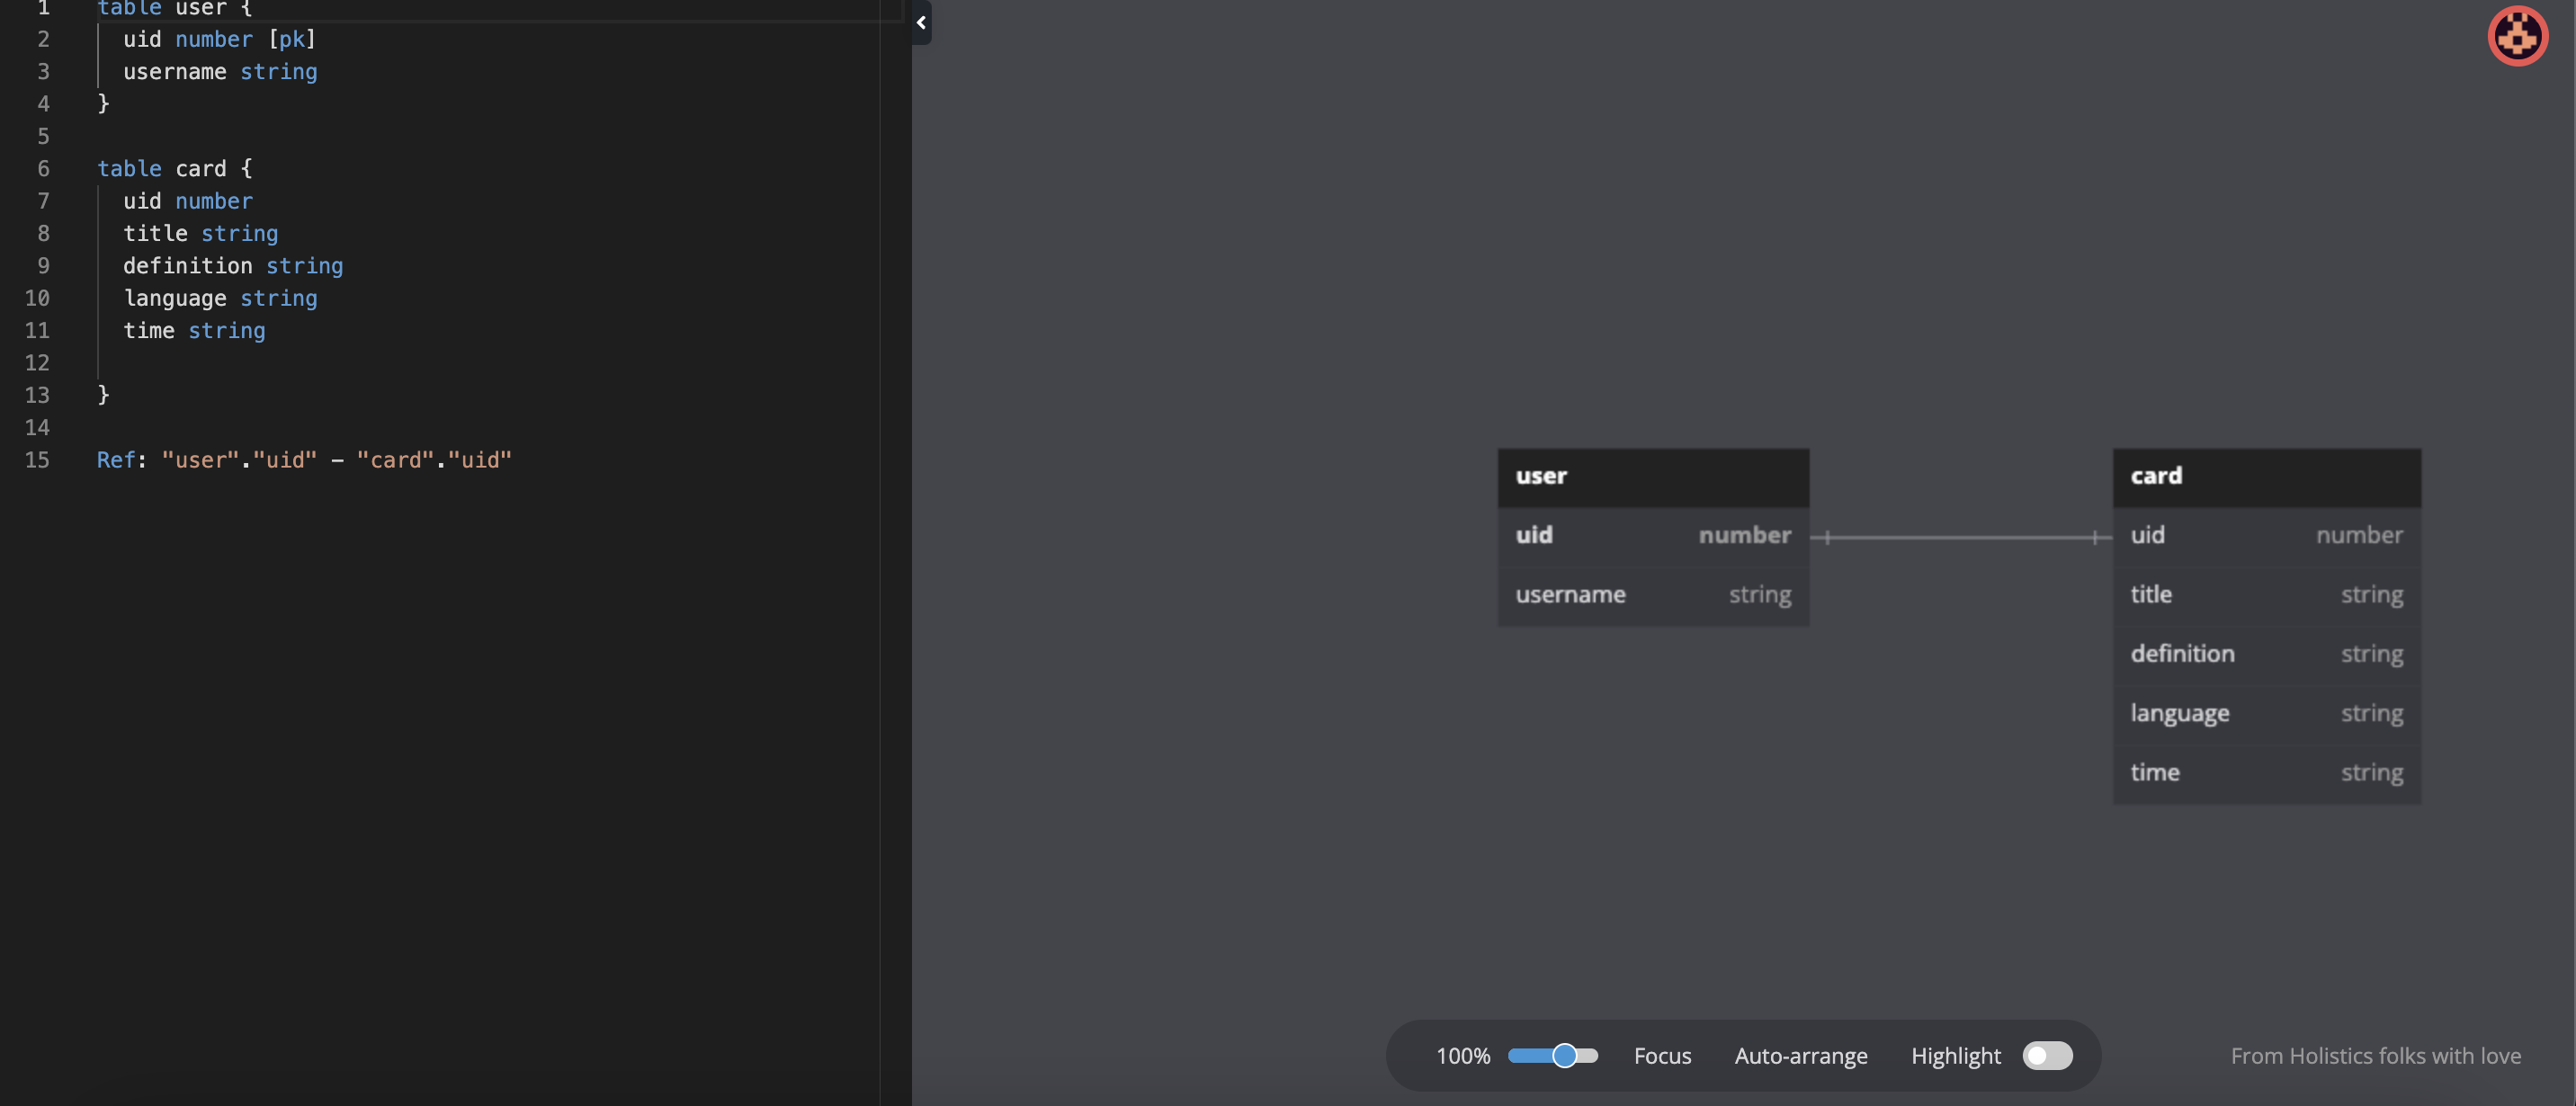 1 table user {
2 uid number [pk]
3 username string
4 }
5
6 table card {
7 uid number
8 title string
9 definition string
10 language string
11 time string
12
13 }
14
15 Ref: "user"."uid" - "card"."uid"
user
uid number
username string
card
uid number
title string
definition string
language string
time string
100% Focus Auto-arrange Highlight
From Holistics folks with love